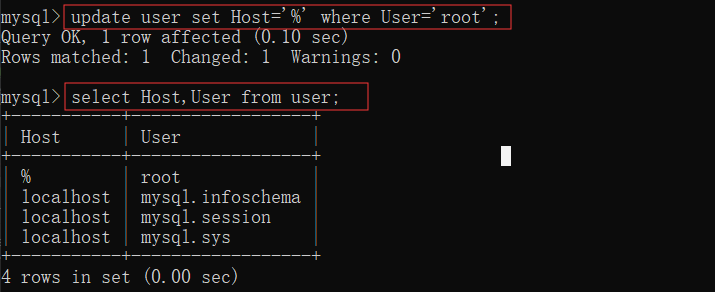 mysql> update user set Host='%' where User='root';
Query OK, 1 row affected (0.10 sec)
Rows matched: 1  Changed: 1  Warnings: 0
mysql> select Host,User from user;
+-----------+------------------+
| Host      | User             |
+-----------+------------------+
| %         | root             |
| localhost | mysql.infoschema |
| localhost | mysql.session    |
| localhost | mysql.sys        |
+-----------+------------------+
4 rows in set (0.00 sec)